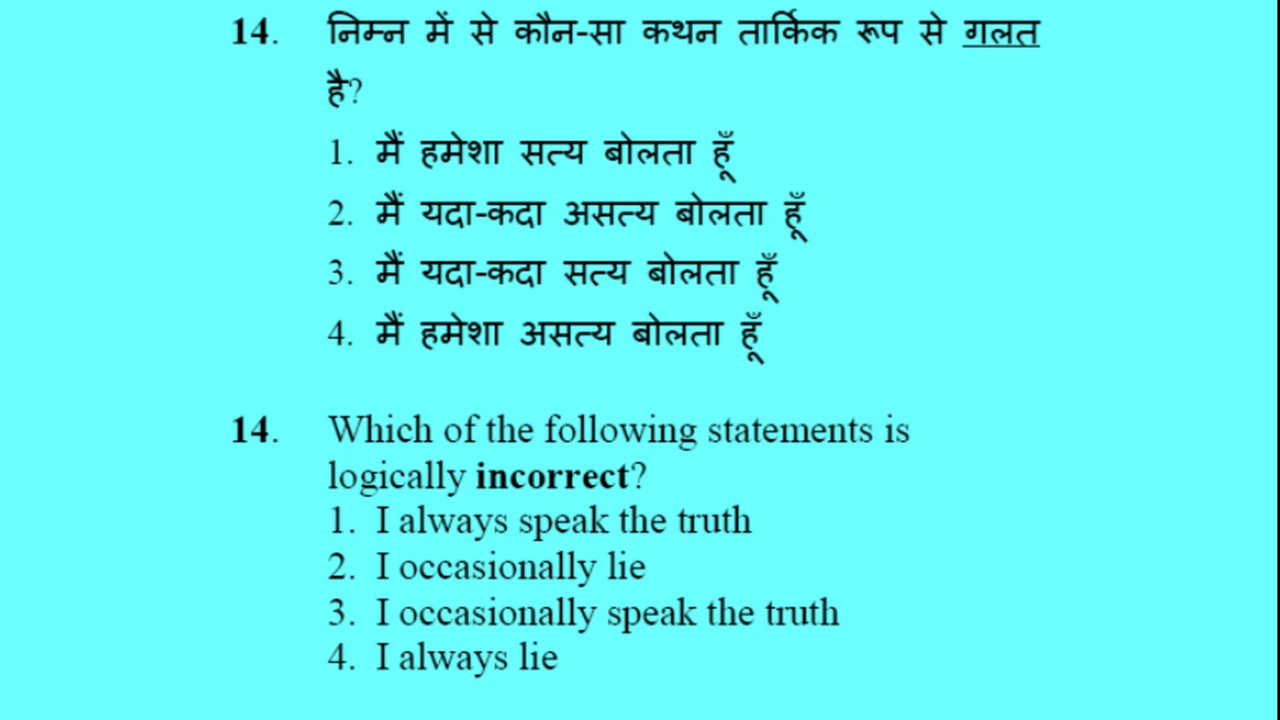 14. निम्न में से कौन-सा कथन तार्किक रूप से गलत
है?
1. मैं हमेशा सत्य बोलता हूँ
2. मैं यदा-कदा असत्य बोलता हूँ
3. मैं यदा-कदा सत्य बोलता हूँ
4. मैं हमेशा असत्य बोलता हूँ
14. Which of the following statements is
logically incorrect?
1. I always speak the truth
2. I occasionally lie
3. I occasionally speak the truth
4. I always lie